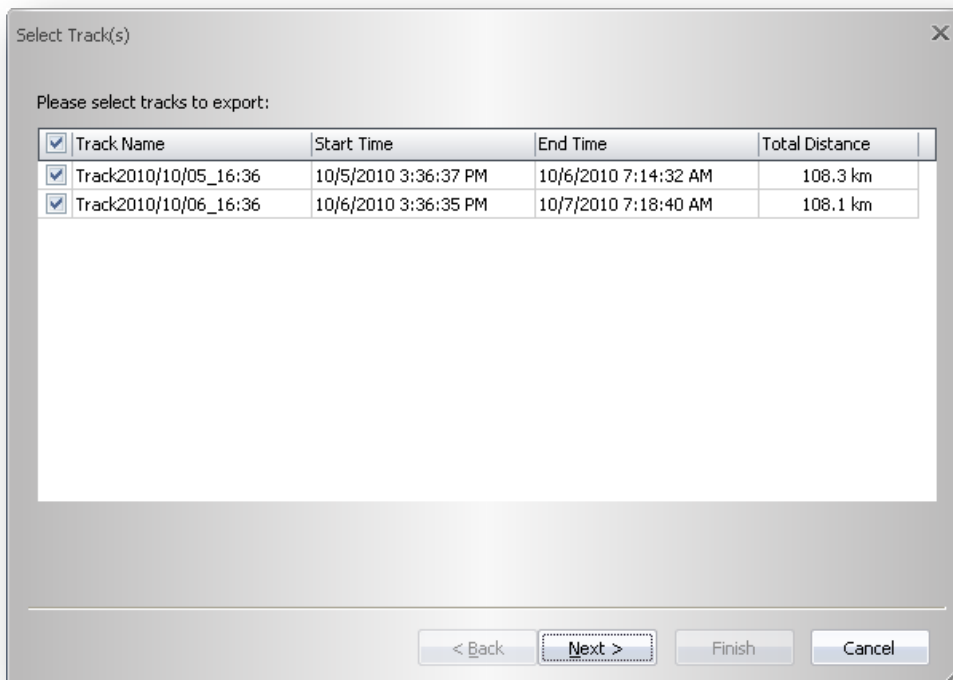 Select Track(s)
Please select tracks to export:
Track Name Start Time End Time Total Distance
Track2010/10/05_16:36 10/5/2010 3:36:37 PM 10/6/2010 7:14:32 AM 108.3 km
Track2010/10/06_16:36 10/6/2010 3:36:35 PM 10/7/2010 7:18:40 AM 108.1 km
< Back Next > Finish Cancel